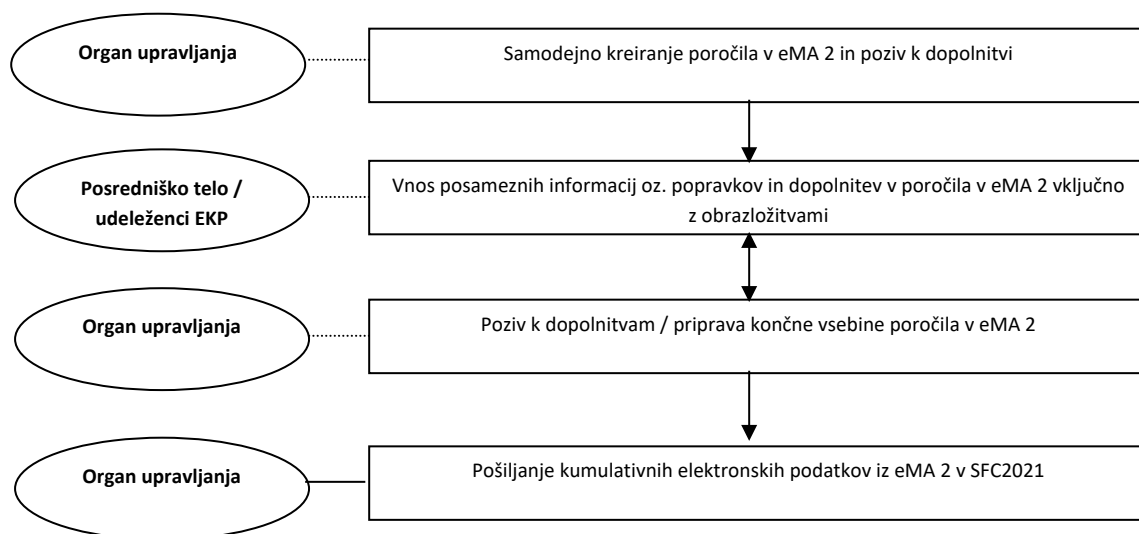 Organ upravljanja
Samodejno kreiranje poročila v eMA 2 in poziv k dopolnitvi
Posredniško telo /
udeleženci EKP
Vnos posameznih informacij oz. popravkov in dopolnitev v poročila v eMA 2 vključno
z obrazložitvami
Organ upravljanja
Poziv k dopolnitvam / priprava končne vsebine poročila v eMA 2
Organ upravljanja
Pošiljanje kumulativnih elektronskih podatkov iz eMA 2 v SFC2021